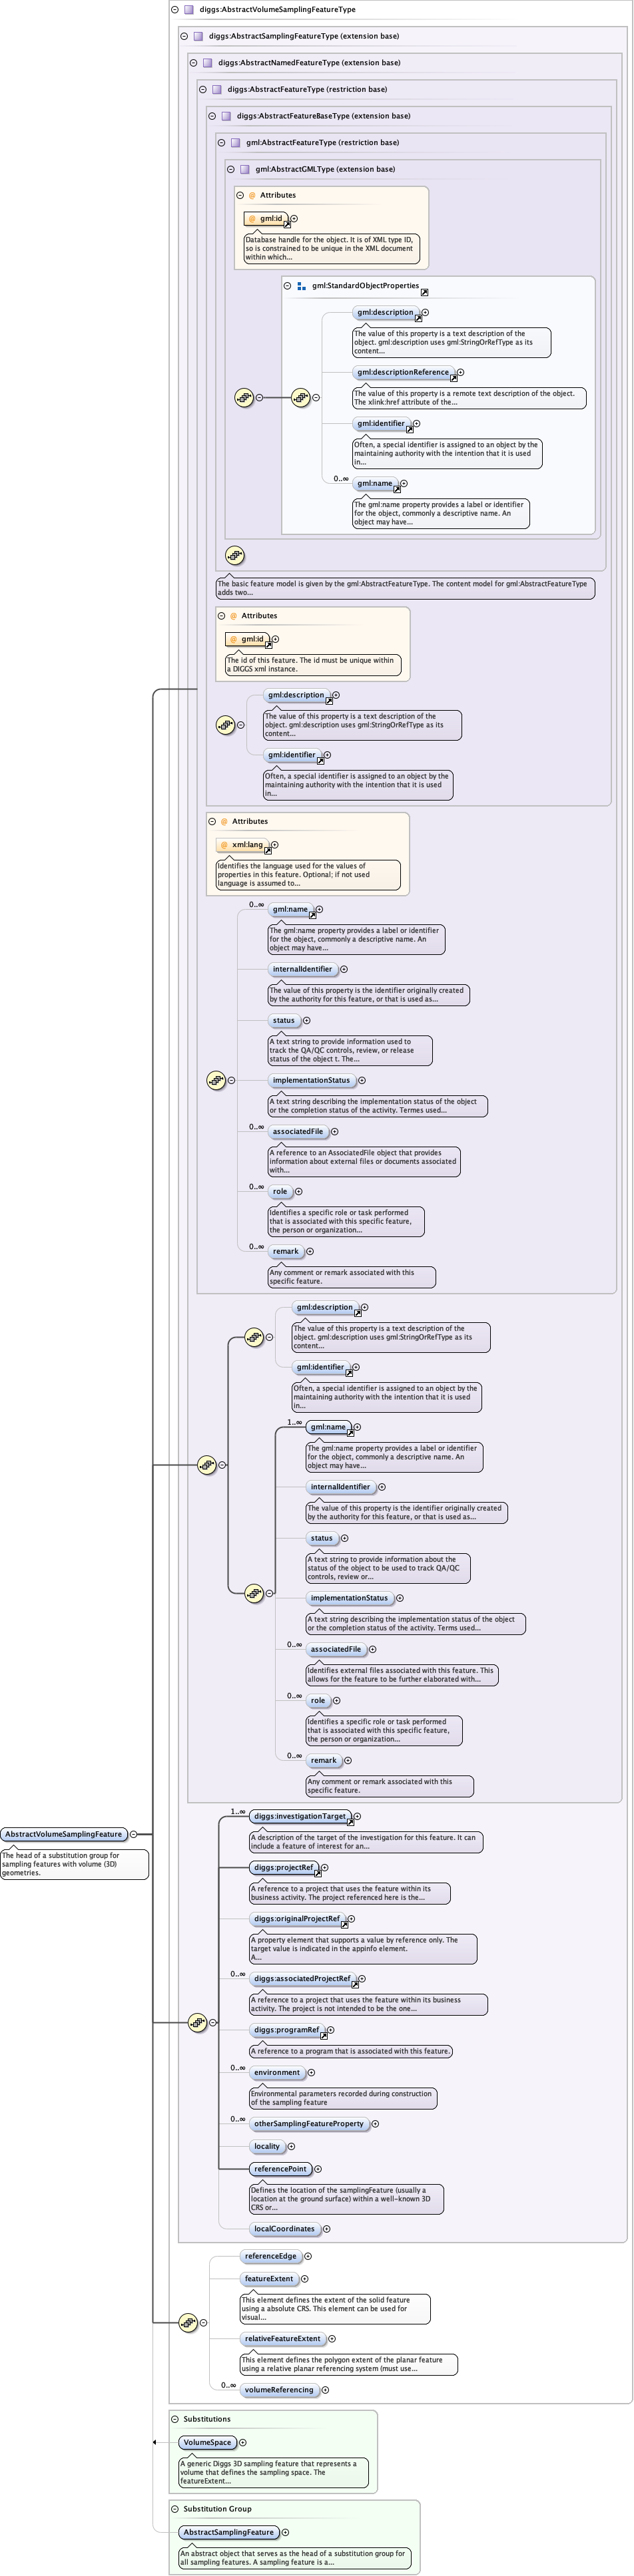 diggs:AbstractVolumeSamplingFeatureType
diggs:AbstractSamplingFeatureType (extension base)
diggs:AbstractNamedFeatureType (extension base)
diggs:AbstractFeatureType (restriction base)
diggs:AbstractFeatureBaseType (extension base)
gml:AbstractFeatureType (restriction base)
gml:AbstractGMLType (extension base)
@ Attributes
@ gml:id
Database handle for the object. It is of XML type ID,
so is constrained to be unique in the XML document
within which...
gml:StandardObjectProperties
gml:description
The value of this property is a text description of the
object. gml:description uses gml:StringOrRefType as its
content...
gml:descriptionReference
The value of this property is a remote text description of the object.
The xlink:href attribute of the...
gml:identifier
Often, a special identifier is assigned to an object by the
maintaining authority with the intention that it is used
in...
0..∞
gml:name
The gml:name property provides a label or identifier
for the object, commonly a descriptive name. An
object may have...
The basic feature model is given by the gml:AbstractFeatureType. The content model for gml:AbstractFeatureType
adds two...
@ Attributes
@ gml:id
The id of this feature. The id must be unique within
a DIGGS xml instance.
gml:description
The value of this property is a text description of the
object. gml:description uses gml:StringOrRefType as its
content...
gml:identifier
Often, a special identifier is assigned to an object by the
maintaining authority with the intention that it is used
in...
@ Attributes
@ xml:lang
Identifies the language used for the values of
properties in this feature. Optional; if not used
language is assumed to...
0..∞
gml:name
The gml:name property provides a label or identifier
for the object, commonly a descriptive name. An
object may have...
internalIdentifier
The value of this property is the identifier originally created
by the authority for this feature, or that is used as...
status
A text string to provide information used to
track the QA/QC controls, review, or release
status of the object t. The...
implementationStatus
A text string describing the implementation status of the object
or the completion status of the activity. Termes used...
0..∞
associatedFile
A reference to an AssociatedFile object that provides
information about external files or documents associated
with...
0..∞
role
Identifies a specific role or task performed
that is associated with this specific feature,
the person or organization...
0..∞
remark
Any comment or remark associated with this
specific feature.
gml:description
The value of this property is a text description of the
object. gml:description uses gml:StringOrRefType as its
content...
gml:identifier
Often, a special identifier is assigned to an object by the
maintaining authority with the intention that it is used
in...
1..∞
gml:name
The gml:name property provides a label or identifier
for the object, commonly a descriptive name. An
object may have...
internalIdentifier
The value of this property is the identifier originally created
by the authority for this feature, or that is used as...
status
A text string to provide information about the
status of the object to be used to track QA/QC
controls, review or...
implementationStatus
A text string describing the implementation status of the object
or the completion status of the activity. Terms used...
0..∞
associatedFile
Identifies external files associated with this feature. This
allows for the feature to be further elaborated with...
0..∞
role
Identifies a specific role or task performed
that is associated with this specific feature,
the person or organization...
0..∞
remark
Any comment or remark associated with this
specific feature.
AbstractVolumeSamplingFeature
The head of a substitution group for
sampling features with volume (3D)
geometries.
1..∞
diggs:investigationTarget
A description of the target of the investigation for this feature. It can
include a feature of interest for an...
diggs:projectRef
A reference to a project that uses the feature within its
business activity. The project referenced here is the...
diggs:originalProjectRef
A property element that supports a value by reference only. The
target value is indicated in the appinfo element.
A...
0..∞
diggs:associatedProjectRef
A reference to a project that uses the feature within its business
activity. The project is not intended to be the one...
diggs:programRef
A reference to a program that is associated with this feature.
0..∞
environment
Environmental parameters recorded during construction
of the sampling feature
0..∞
otherSamplingFeatureProperty
locality
referencePoint
Defines the location of the samplingFeature (usually a
location at the ground surface) within a well-known 3D
CRS or...
localCoordinates
referenceEdge
featureExtent
This element defines the extent of the solid feature
using a absolute CRS. This element can be used for
visual...
relativeFeatureExtent
This element defines the polygon extent of the planar feature
using a relative planar referencing system (must use...
0..∞
volumeReferencing
Substitutions
VolumeSpace
A generic Diggs 3D sampling feature that represents a
volume that defines the sampling space. The
featureExtent...
Substitution Group
AbstractSamplingFeature
An abstract object that serves as the head of a substitution group for
all sampling features. A sampling feature is a...